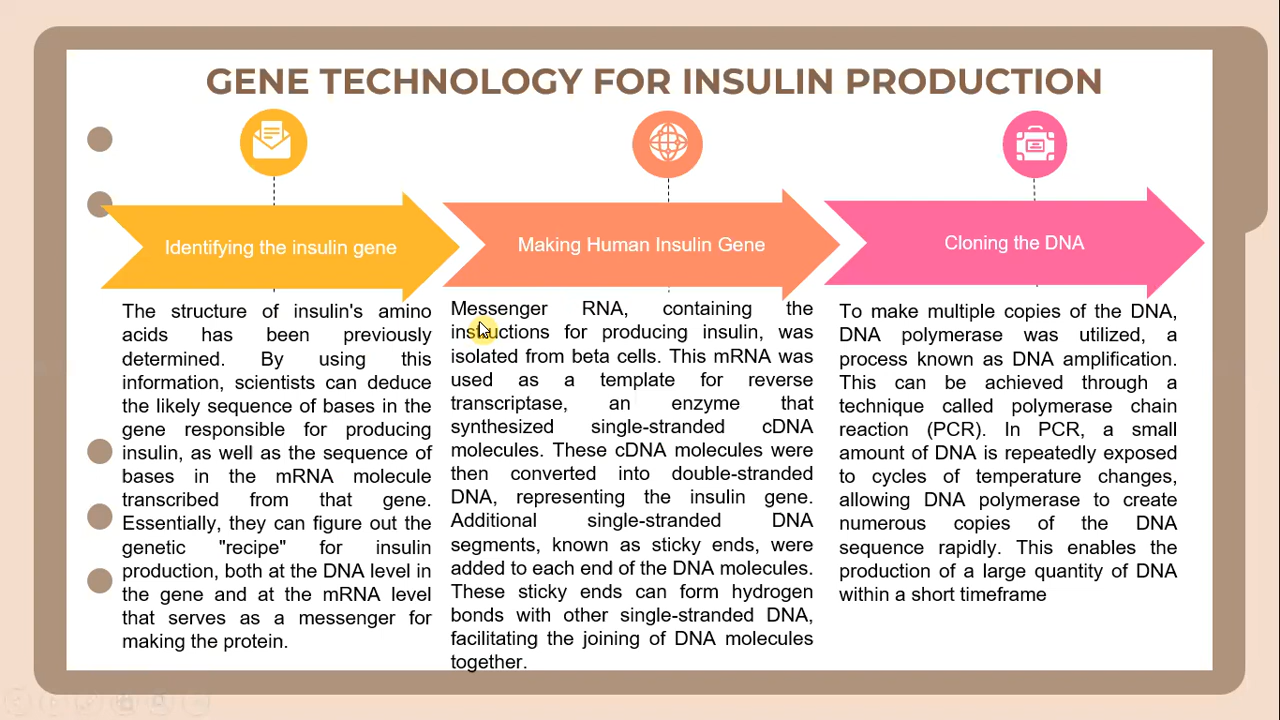 GENE TECHNOLOGY FOR INSULIN PRODUCTION
Identifying the insulin gene
The structure of insulin's amino
acids has been previously
determined. By using this
information, scientists can deduce
the likely sequence of bases in the
gene responsible for producing
insulin, as well as the sequence of
bases in the mRNA molecule
transcribed from that gene.
Essentially, they can figure out the
genetic "recipe" for insulin
production, both at the DNA level in
the gene and at the mRNA level
that serves as a messenger for
making the protein.
Making Human Insulin Gene
Messenger RNA, containing the
instructions for producing insulin, was
isolated from beta cells. This mRNA was
used as a template for reverse
transcriptase, an enzyme that
synthesized single-stranded cDNA
molecules. These cDNA molecules were
then converted into double-stranded
DNA, representing the insulin gene.
Additional single-stranded DNA
segments, known as sticky ends, were
added to each end of the DNA molecules.
These sticky ends can form hydrogen
bonds with other single-stranded DNA,
facilitating the joining of DNA molecules
together.
Cloning the DNA
To make multiple copies of the DNA,
DNA polymerase was utilized, a
process known as DNA amplification.
This can be achieved through a
technique called polymerase chain
reaction (PCR). In PCR, a small
amount of DNA is repeatedly exposed
to cycles of temperature changes,
allowing DNA polymerase to create
numerous copies of the DNA
sequence rapidly. This enables the
production of a large quantity of DNA
within a short timeframe